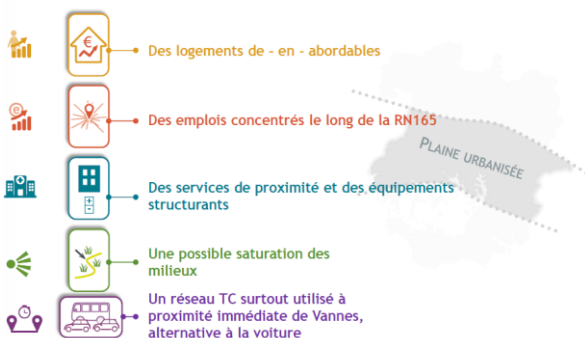 Des logements de - en - abordables
Des emplois concentrés le long de la RN165
PLAINE URBANISÉE
Des services de proximité et des équipements
structurants
Une possible saturation des
milieux
Un réseau TC surtout utilisé à
proximité immédiate de Vannes,
alternative à la voiture